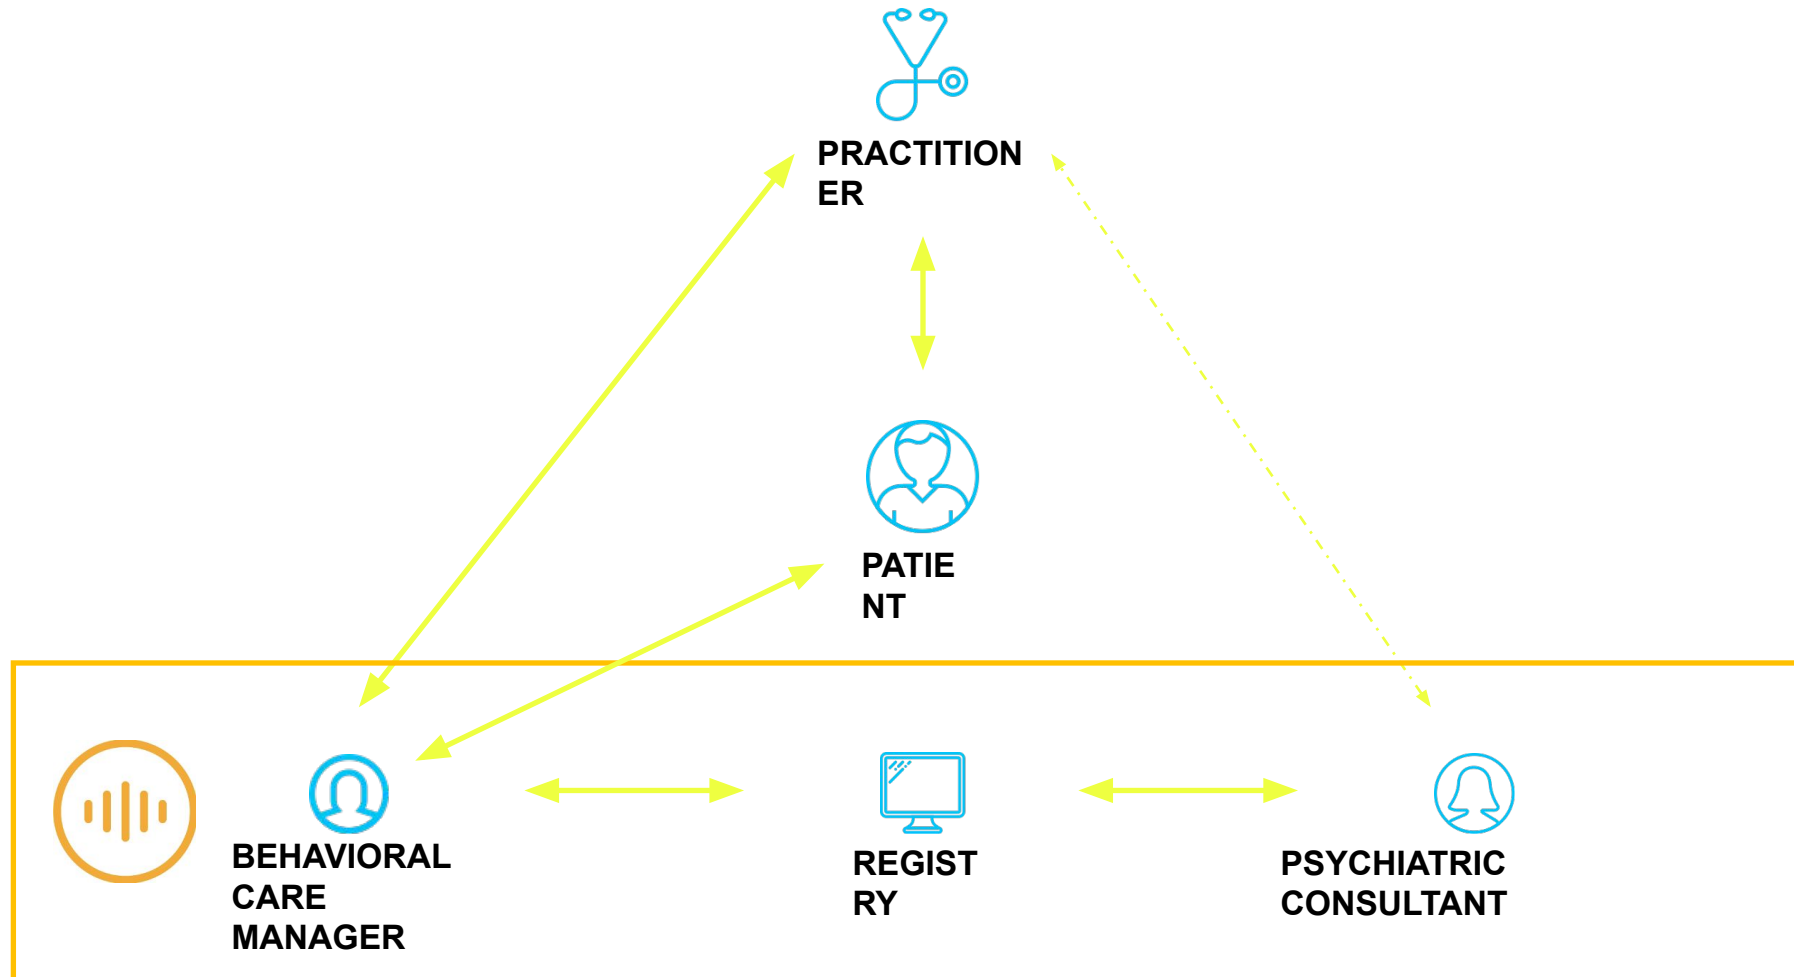 PRACTITION
ER
PATIE
NT
BEHAVIORAL
CARE
MANAGER
REGIST
RY
PSYCHIATRIC
CONSULTANT